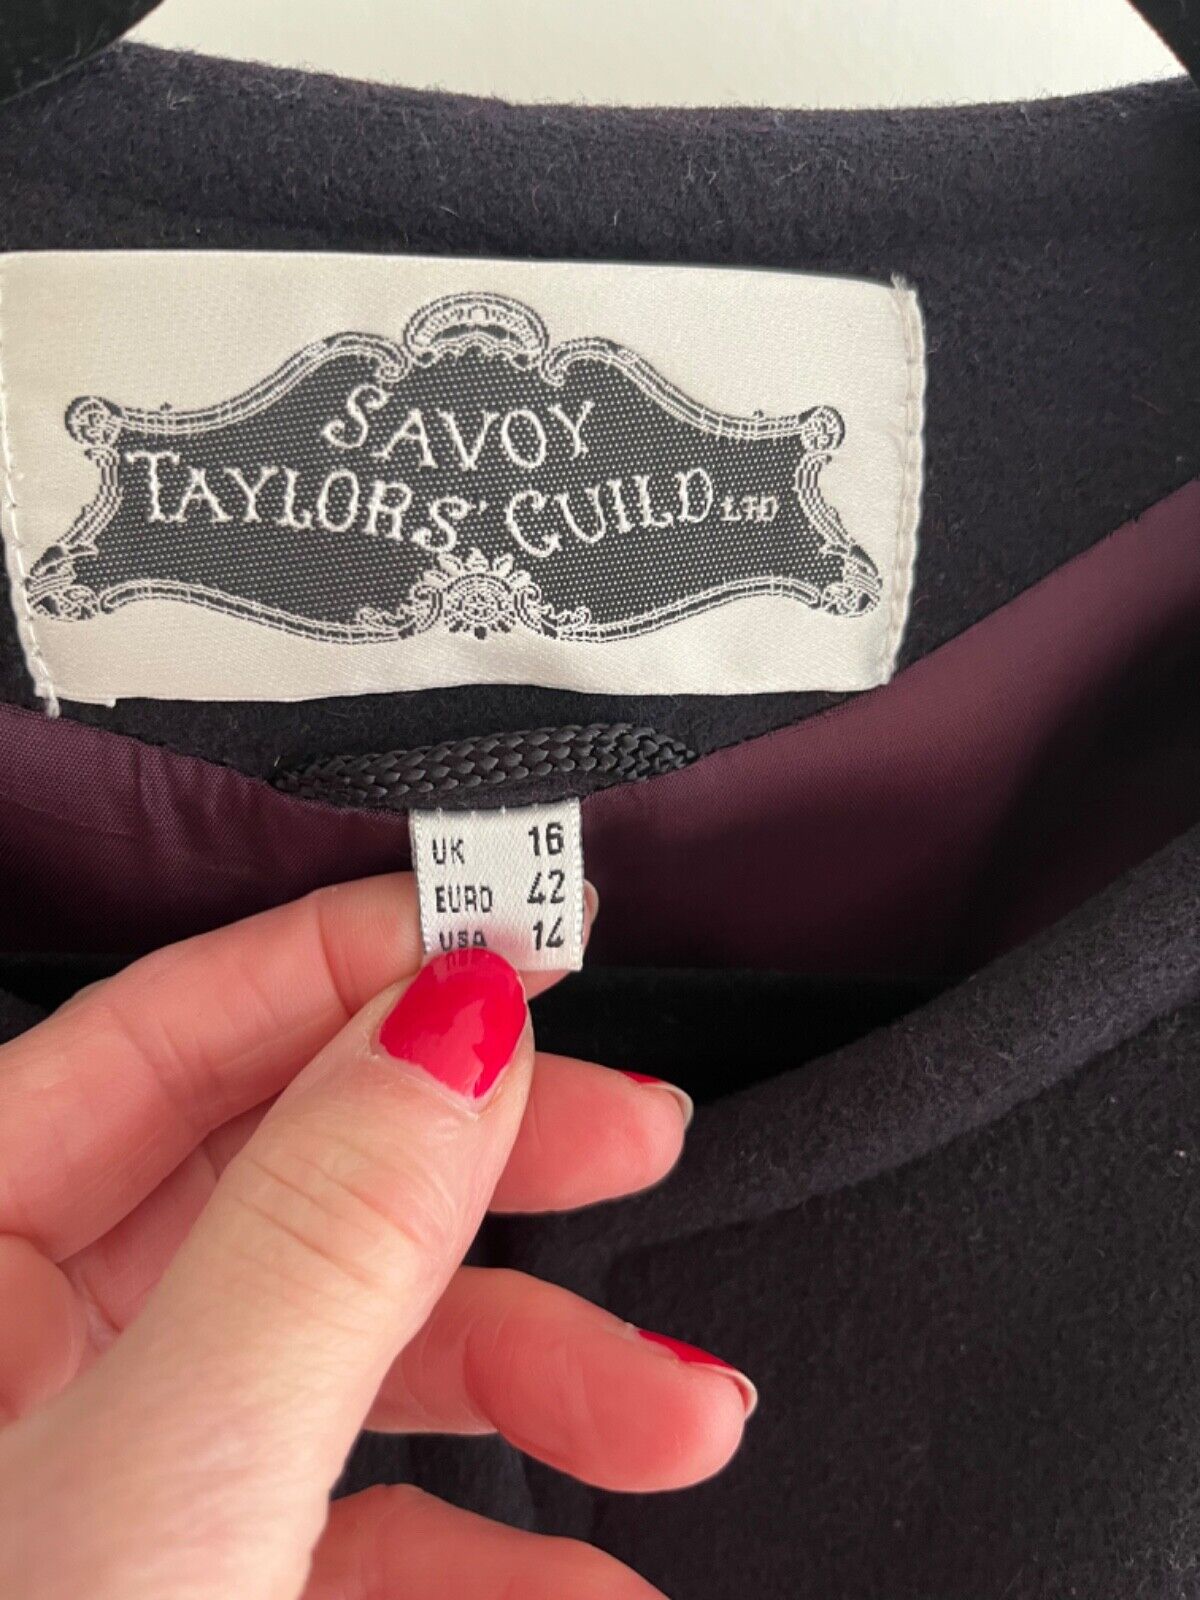 SAVOY
TAYLORS' GUILD LTD
UK 16
EURO 42
USA 14